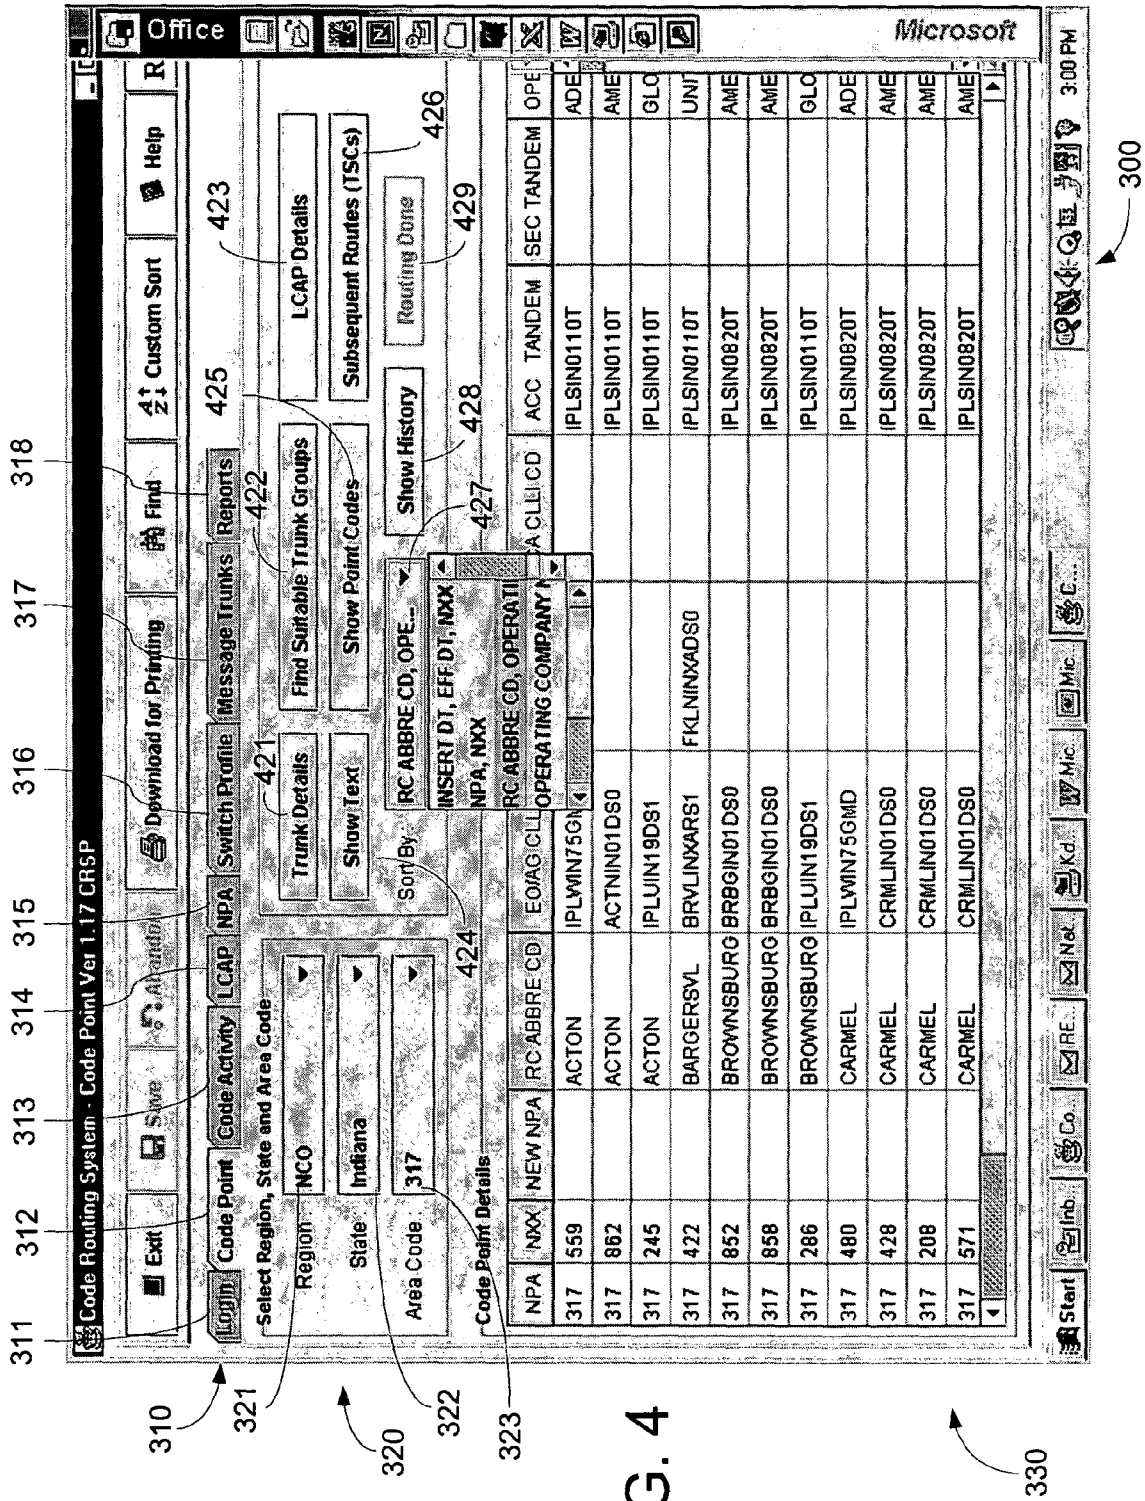 Code Routing System - Code Point Ver 1.17 CRSP
Office
Exit
Save
Abandon
Download for Printing
Find
Custom Sort
Help
R
311
312
313
314
315
316
317
318
Login
Code Point
Code Activity
LCAP
NPA
Switch Profile
Message Trunks
Reports
310
Select Region, State and Area Code
Region:
NCO
State:
Indiana
Area Code:
317
321
320
322
323
421
422
425
423
Trunk Details
Find Suitable Trunk Groups
LCAP Details
Show Text
Show Point Codes
Subsequent Routes (TSCs)
426
424
Sort By:
RC ABBRE CD, OPE...
Show History
Routing Done
427
428
429
INSERT DT, EFF DT, NXX
NPA, NXX
RC ABBRE CD, OPERATI
OPERATING COMPANY N
Code Point Details
NPA NXX NEW NPA RC ABBRE CD EO/AG CLL A CLLI CD ACC TANDEM SEC TANDEM OPE
317 559 ACTON IPLWIN75GM IPLSIN0110T ADE
317 862 ACTON ACTNIN01DS0 IPLSIN0110T AME
317 245 ACTON IPLUIN19DS1 IPLSIN0110T GLO
317 422 BARGERSVL BRVLINXARS1 FKLNINXADS0 IPLSIN0110T UNI
317 852 BROWNSBURG BRBGIN01DS0 IPLSIN0820T AME
317 858 BROWNSBURG BRBGIN01DS0 IPLSIN0820T AME
317 286 BROWNSBURG IPLUIN19DS1 IPLSIN0110T GLO
317 480 CARMEL IPLWIN75GMD IPLSIN0820T ADE
317 428 CARMEL CRMLIN01DS0 IPLSIN0820T AME
317 208 CARMEL CRMLIN01DS0 IPLSIN0820T AME
317 571 CARMEL CRMLIN01DS0 IPLSIN0820T AME
Microsoft
Start
Inb...
Co...
RE...
Net...
Kd...
Mic...
Mic...
C...
3:00 PM
300
330
G. 4